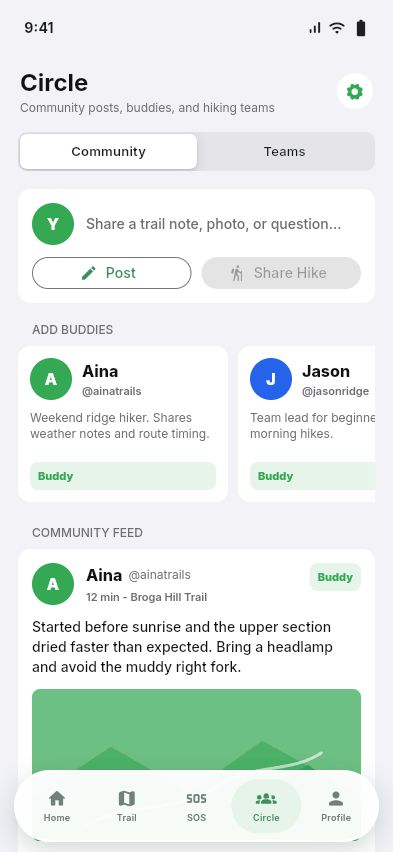 9:41
Circle
Community posts, buddies, and hiking teams
Community
Teams
Y
Share a trail note, photo, or question...
Post
Share Hike
ADD BUDDIES
A
Aina
@ainatrails
Weekend ridge hiker. Shares
weather notes and route timing.
Buddy
J
Jason
@jasonridge
Team lead for beginne
morning hikes.
Buddy
COMMUNITY FEED
A
Aina @ainatrails
Buddy
12 min - Broga Hill Trail
Started before sunrise and the upper section
dried faster than expected. Bring a headlamp
and avoid the muddy right fork.
Home
Trail
SOS
SOS
Circle
Profile